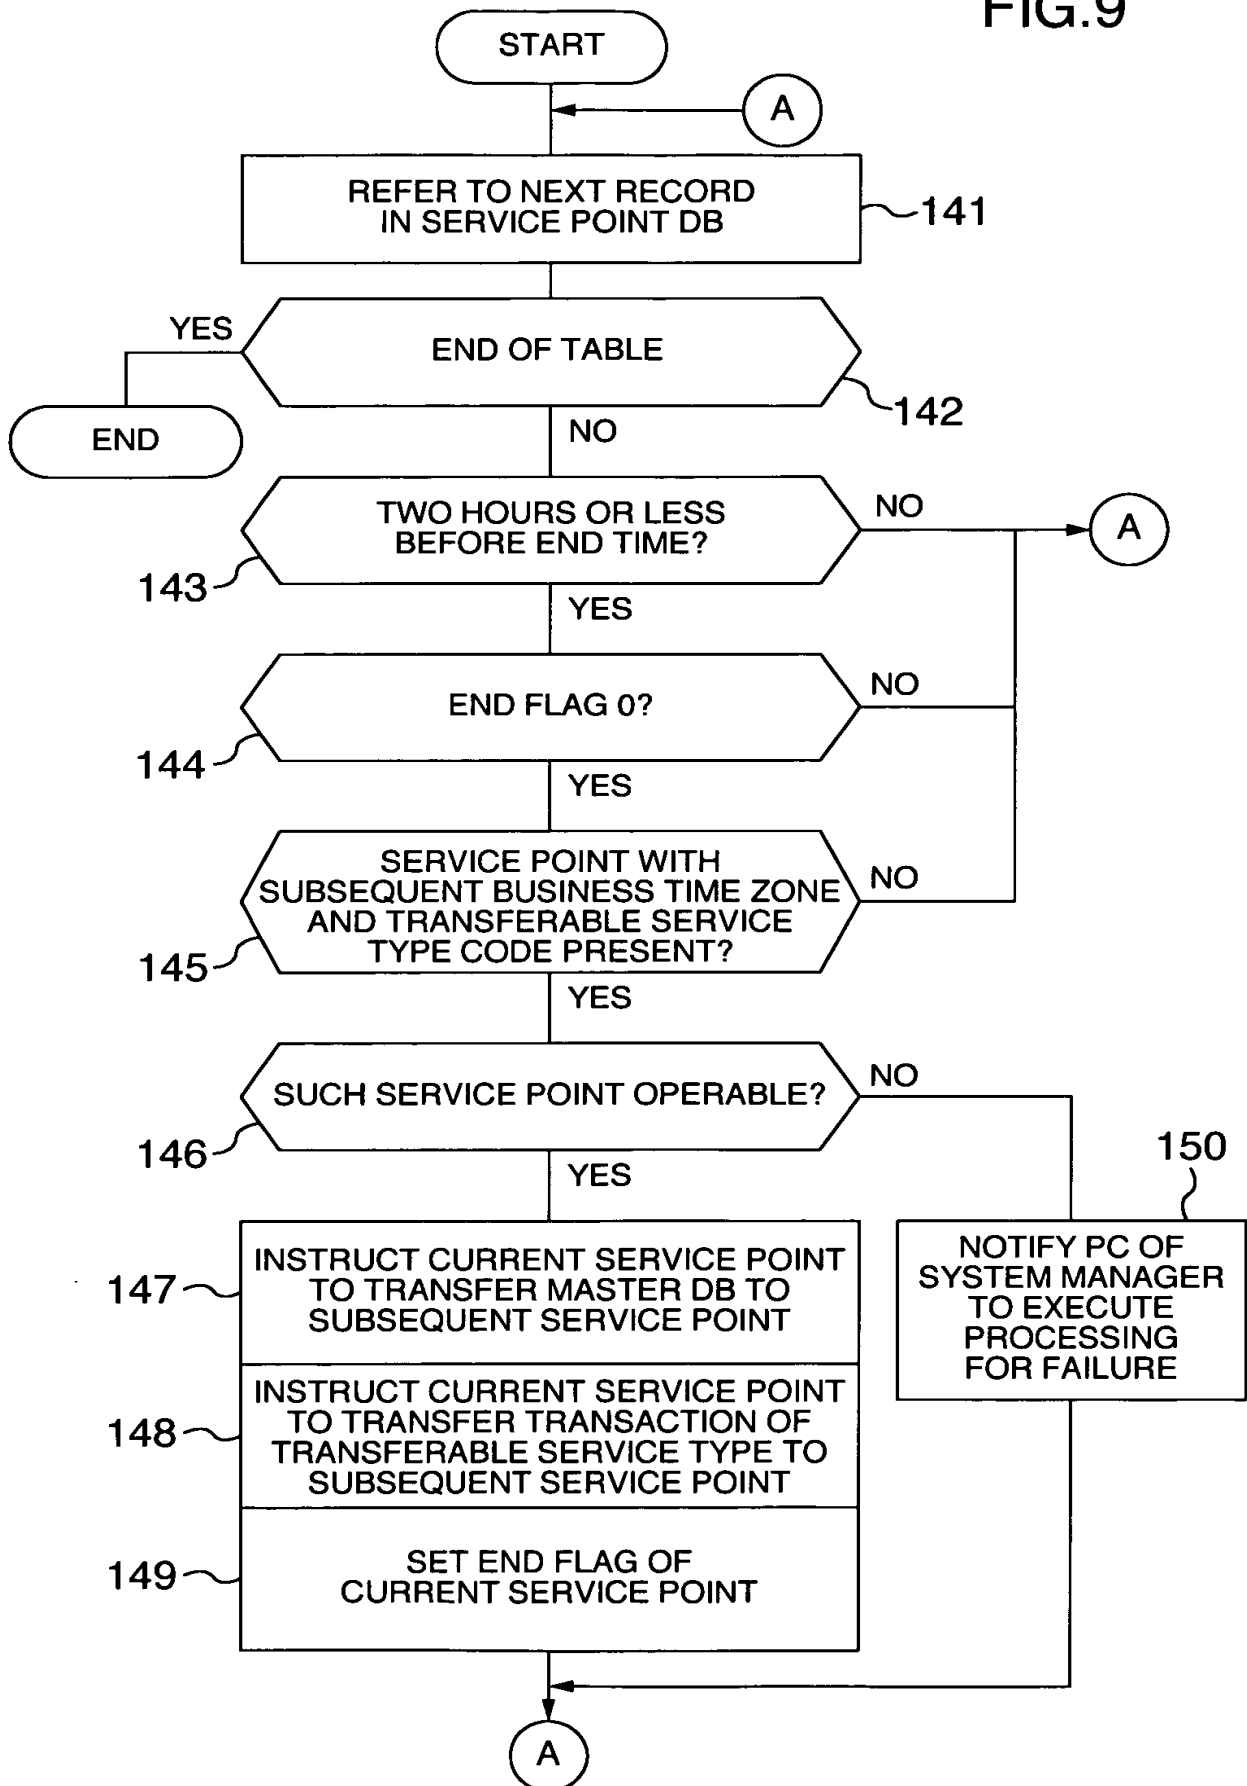 FIG.9
START
A
REFER TO NEXT RECORD
IN SERVICE POINT DB
141
YES
END OF TABLE
142
END
NO
TWO HOURS OR LESS
BEFORE END TIME?
NO
A
143
YES
END FLAG 0?
NO
144
YES
SERVICE POINT WITH
SUBSEQUENT BUSINESS TIME ZONE
AND TRANSFERABLE SERVICE
TYPE CODE PRESENT?
NO
145
YES
SUCH SERVICE POINT OPERABLE?
NO
146
YES
150
INSTRUCT CURRENT SERVICE POINT
TO TRANSFER MASTER DB TO
SUBSEQUENT SERVICE POINT
147
NOTIFY PC OF
SYSTEM MANAGER
TO EXECUTE
PROCESSING
FOR FAILURE
INSTRUCT CURRENT SERVICE POINT
TO TRANSFER TRANSACTION OF
TRANSFERABLE SERVICE TYPE TO
SUBSEQUENT SERVICE POINT
148
SET END FLAG OF
CURRENT SERVICE POINT
149
A